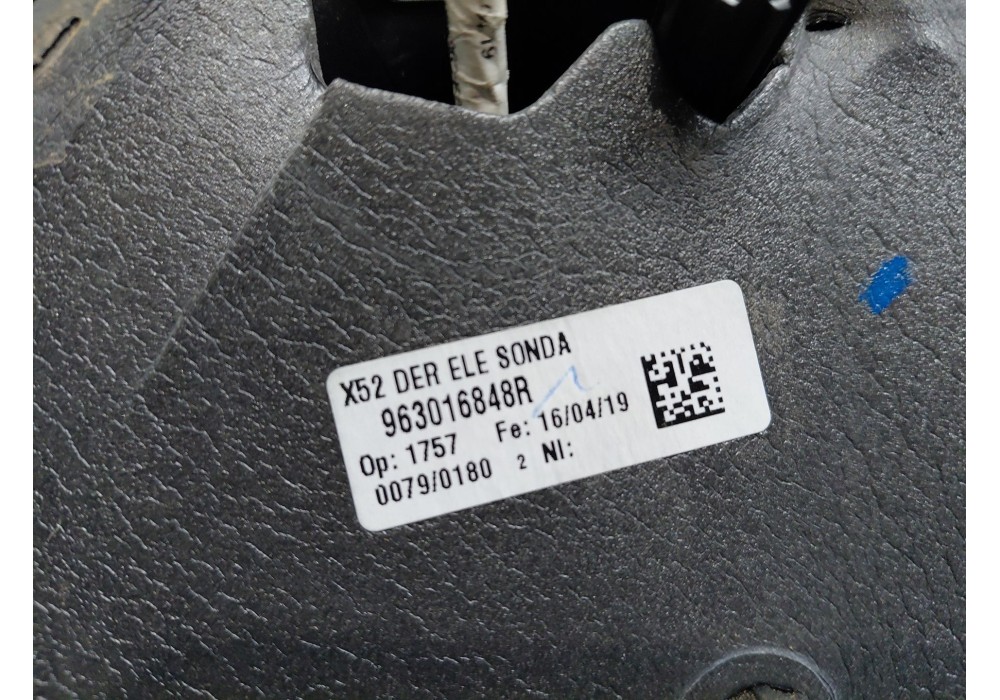 X52 DER ELE SONDA
963016848R
Op: 1757 Fe: 16/04/19
0079/0180 2 NI: